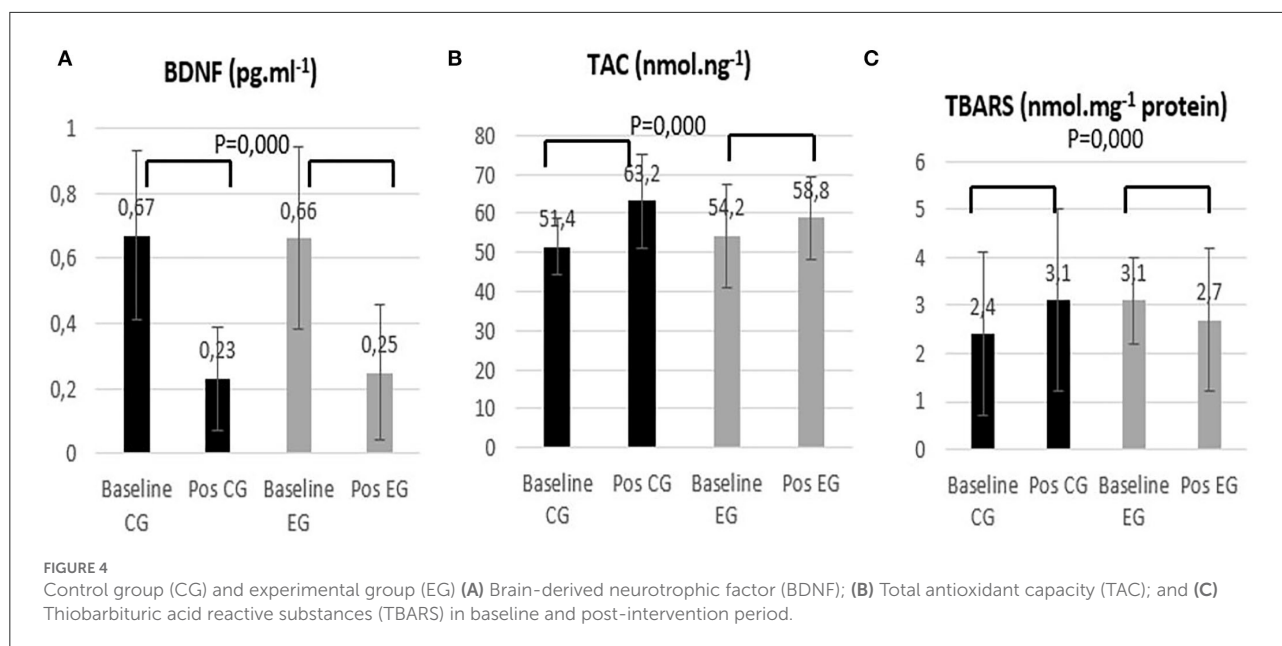 A
BDNF (pg.ml-1)
P=0,000
1
0,8
0,6
0,4
0,2
0
0,67
0,23
0,66
0,25
Baseline CG
Pos CG
Baseline EG
Pos EG
B
TAC (nmol.ng-1)
P=0,000
80
70
60
50
40
30
20
10
0
51,4
63,2
54,2
58,8
Baseline CG
Pos CG
Baseline EG
Pos EG
C
TBARS (nmol.mg-1 protein)
P=0,000
6
5
4
3
2
1
0
2,4
3,1
3,1
2,7
Baseline CG
Pos CG
Baseline EG
Pos EG
FIGURE 4
Control group (CG) and experimental group (EG) (A) Brain-derived neurotrophic factor (BDNF); (B) Total antioxidant capacity (TAC); and (C)
Thiobarbituric acid reactive substances (TBARS) in baseline and post-intervention period.